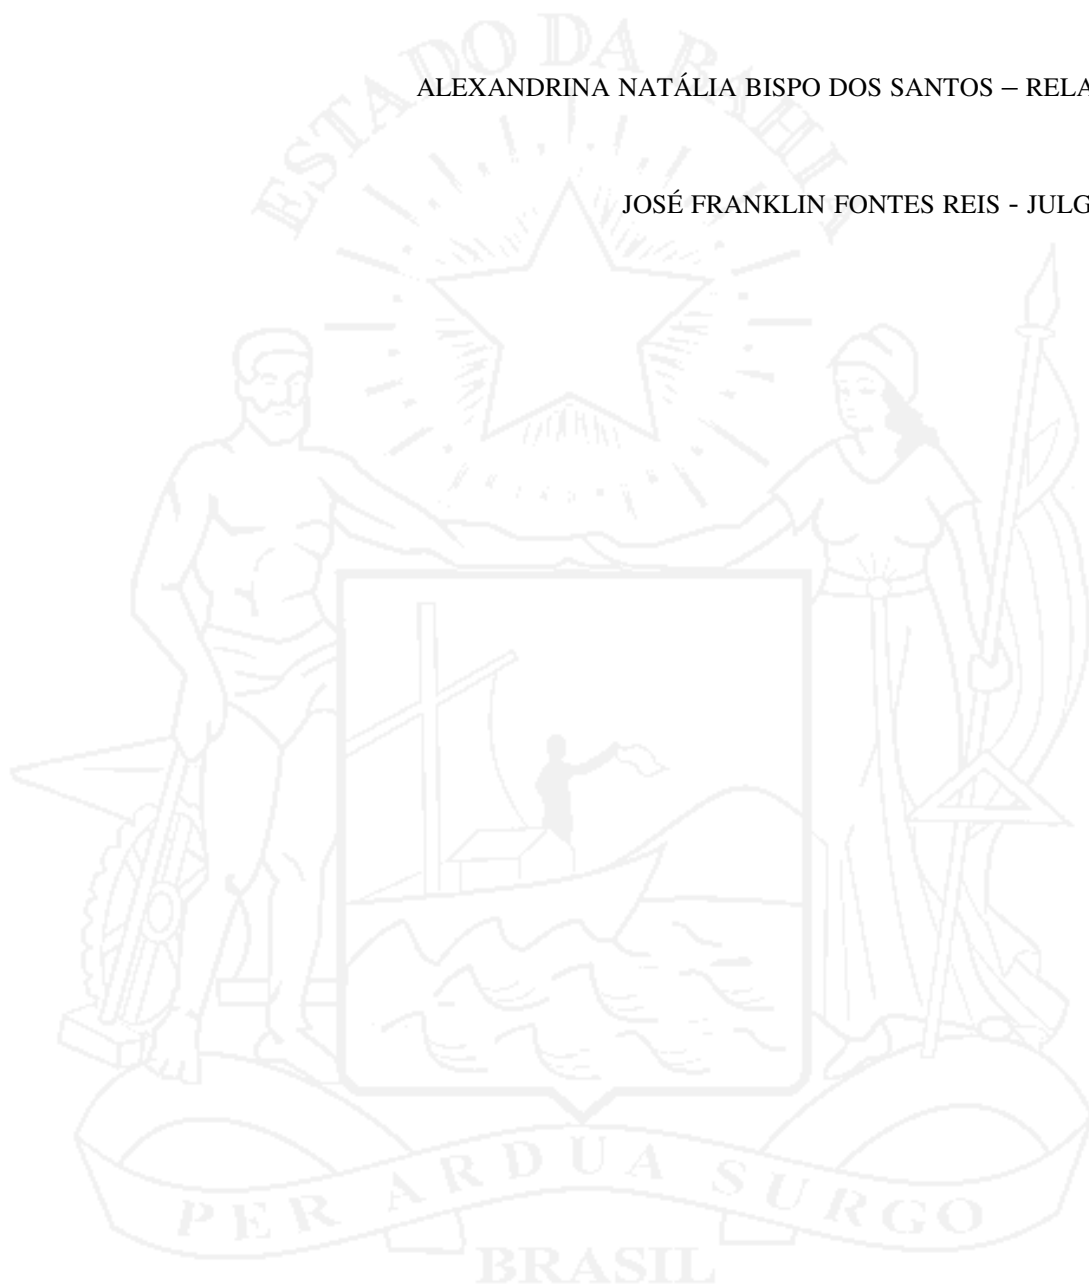 ESTADO DA BAHIA
ALEXANDRINA NATÁLIA BISPO DOS SANTOS – RELA
JOSÉ FRANKLIN FONTES REIS - JULG
PER ARDUA SURGO
BRASIL